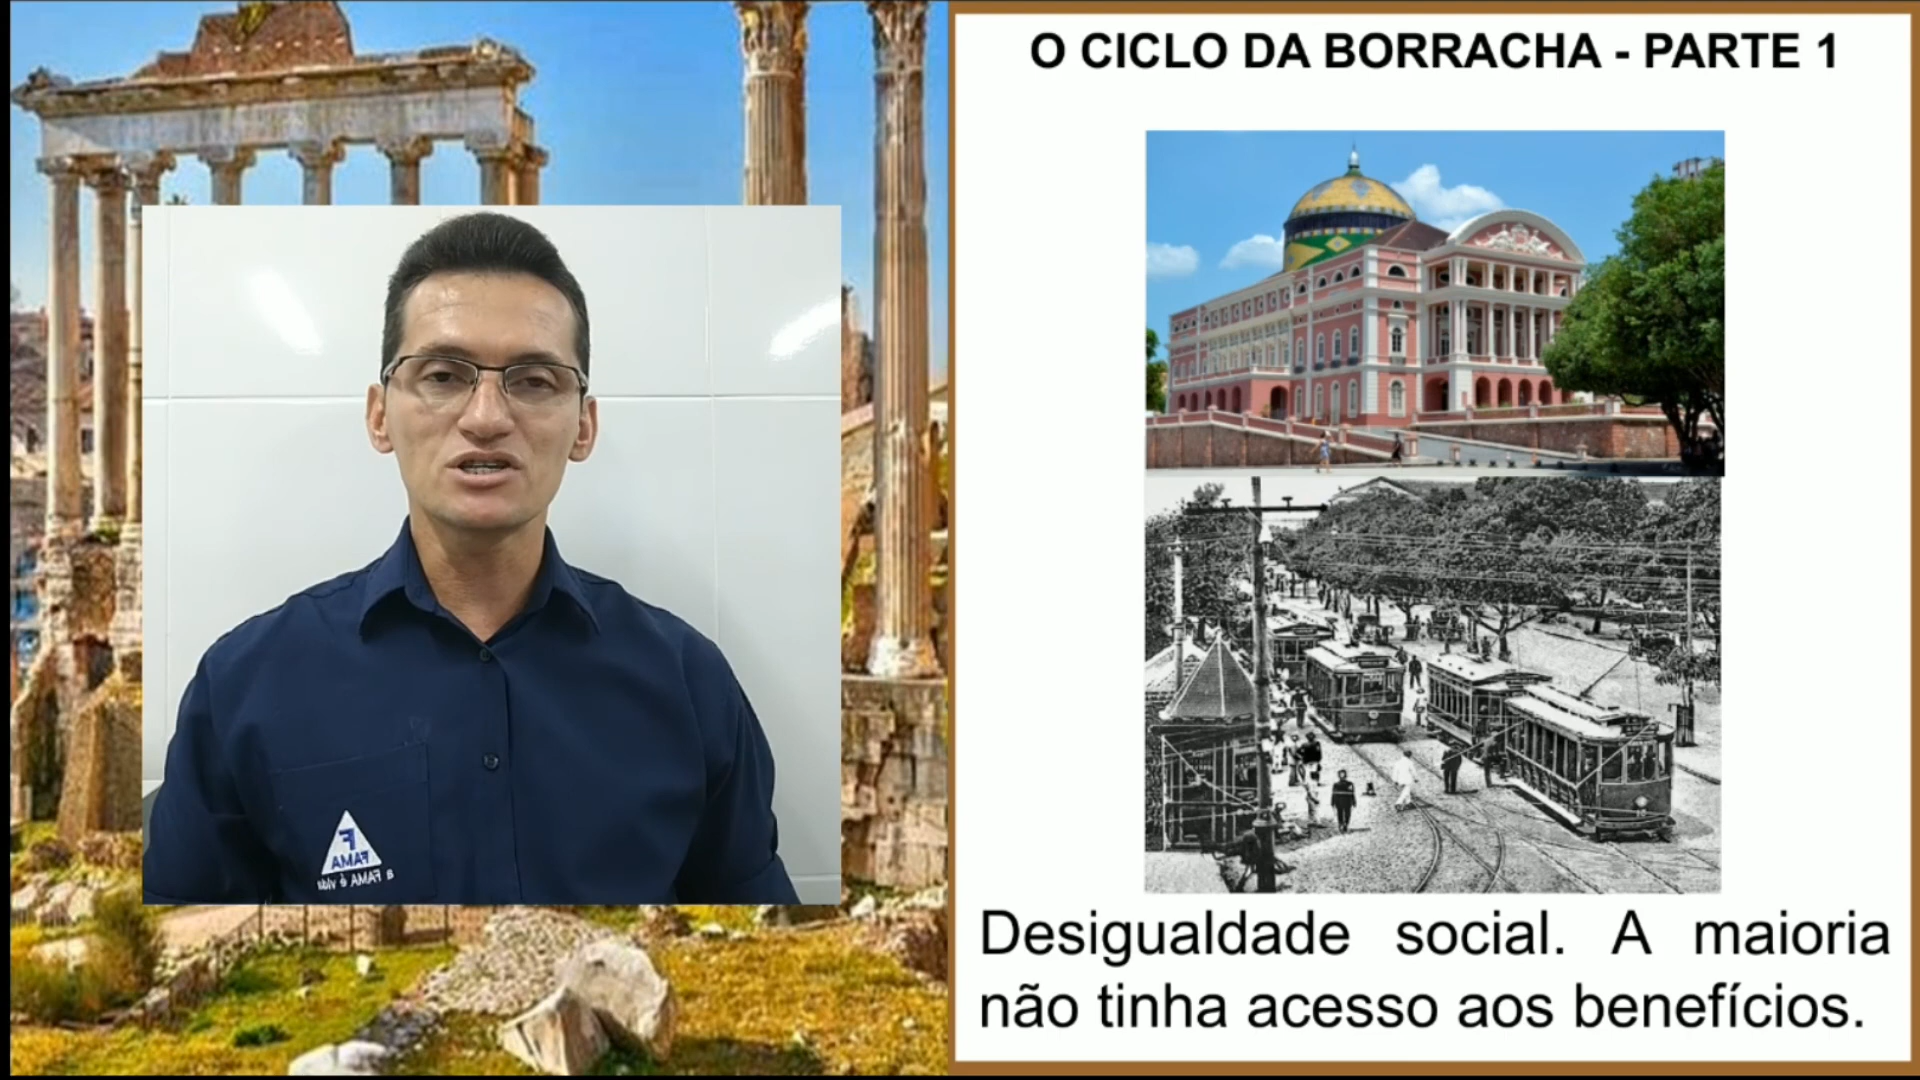 O CICLO DA BORRACHA - PARTE 1
F
FAMA
a FAMA é vida
Desigualdade social. A maioria
não tinha acesso aos benefícios.